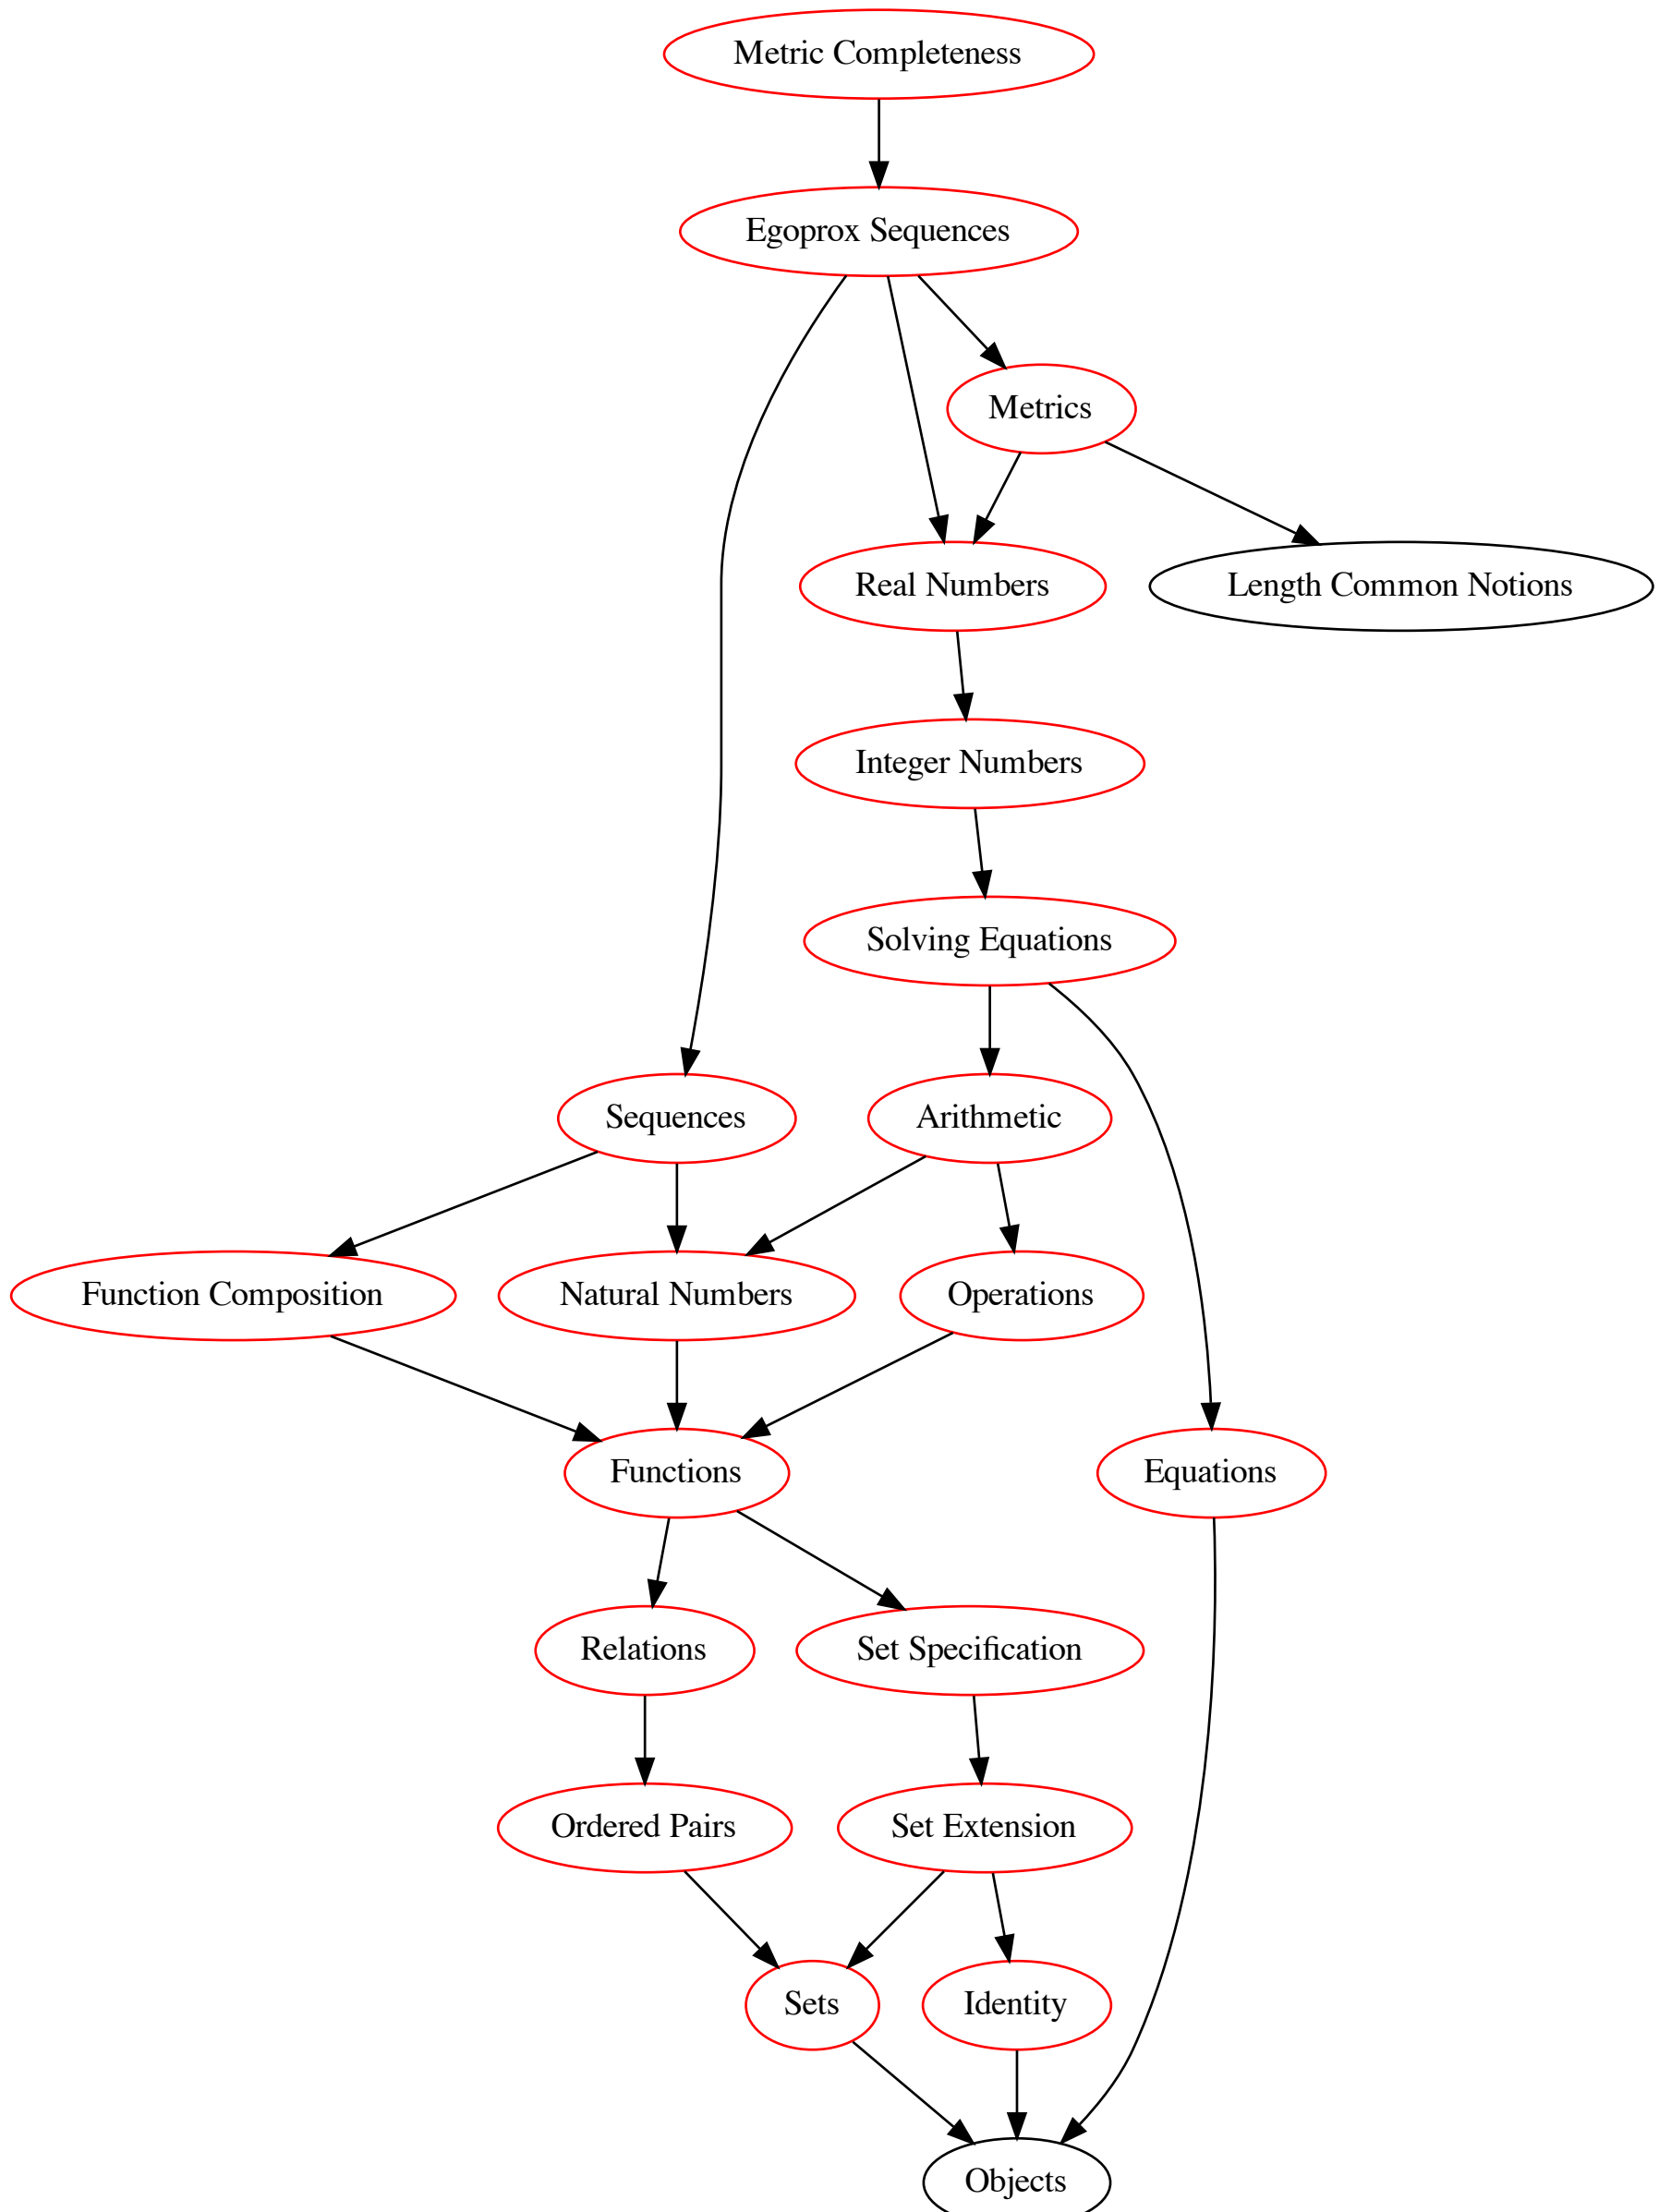 Metric Completeness
Egoprox Sequences
Metrics
Real Numbers
Length Common Notions
Integer Numbers
Solving Equations
Sequences
Arithmetic
Function Composition
Natural Numbers
Operations
Functions
Equations
Relations
Set Specification
Ordered Pairs
Set Extension
Sets
Identity
Objects